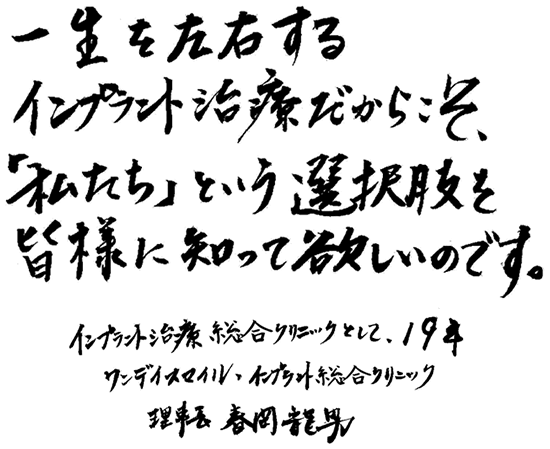 一生を左右する
インプラント治療だからこそ、
「私たち」という選択肢を
皆様に知って欲しいのです。
インプラント治療総合クリニックとして、19年
ワンデイスマイル・インプラント総合クリニック
理事長 春岡龍男